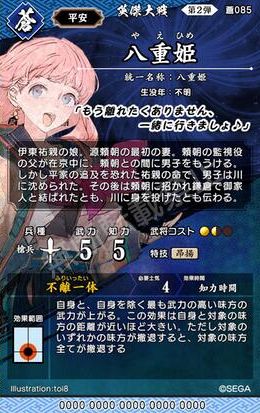 蒼
平安
英傑大戦
第2弾
蒼085
やえひめ
八重姫
統一名称:八重姫
生没年:不明
「もう離れたくありません、
一緒に行きましょ♪」
伊東祐親の娘、源頼朝の最初の妻。頼朝の監視役
の父が在京中に、頼朝との間に男子をもうける。
しかし平家の追及を恐れた祐親の命で、男子は川
に沈められた。その後は頼朝に招かれ鎌倉で御家
人と結ばれたとも、川に身を投げたとも伝わる。
兵種 武力 知力 武将コスト
槍兵 5 5 特技 昂揚
ふりいったい 必要士気 効果時間
不離一体 4 知力時間
効果範囲
自身と、自身を除く最も武力の高い味方の
武力が上がる。この効果は自身と対象の味
方の距離が近いほど大きい。ただし対象の
いずれかの味方が撤退すると、対象の味方
全てが撤退する
Illustration:toi8
©SEGA
0000-0000-0000-0000-0000